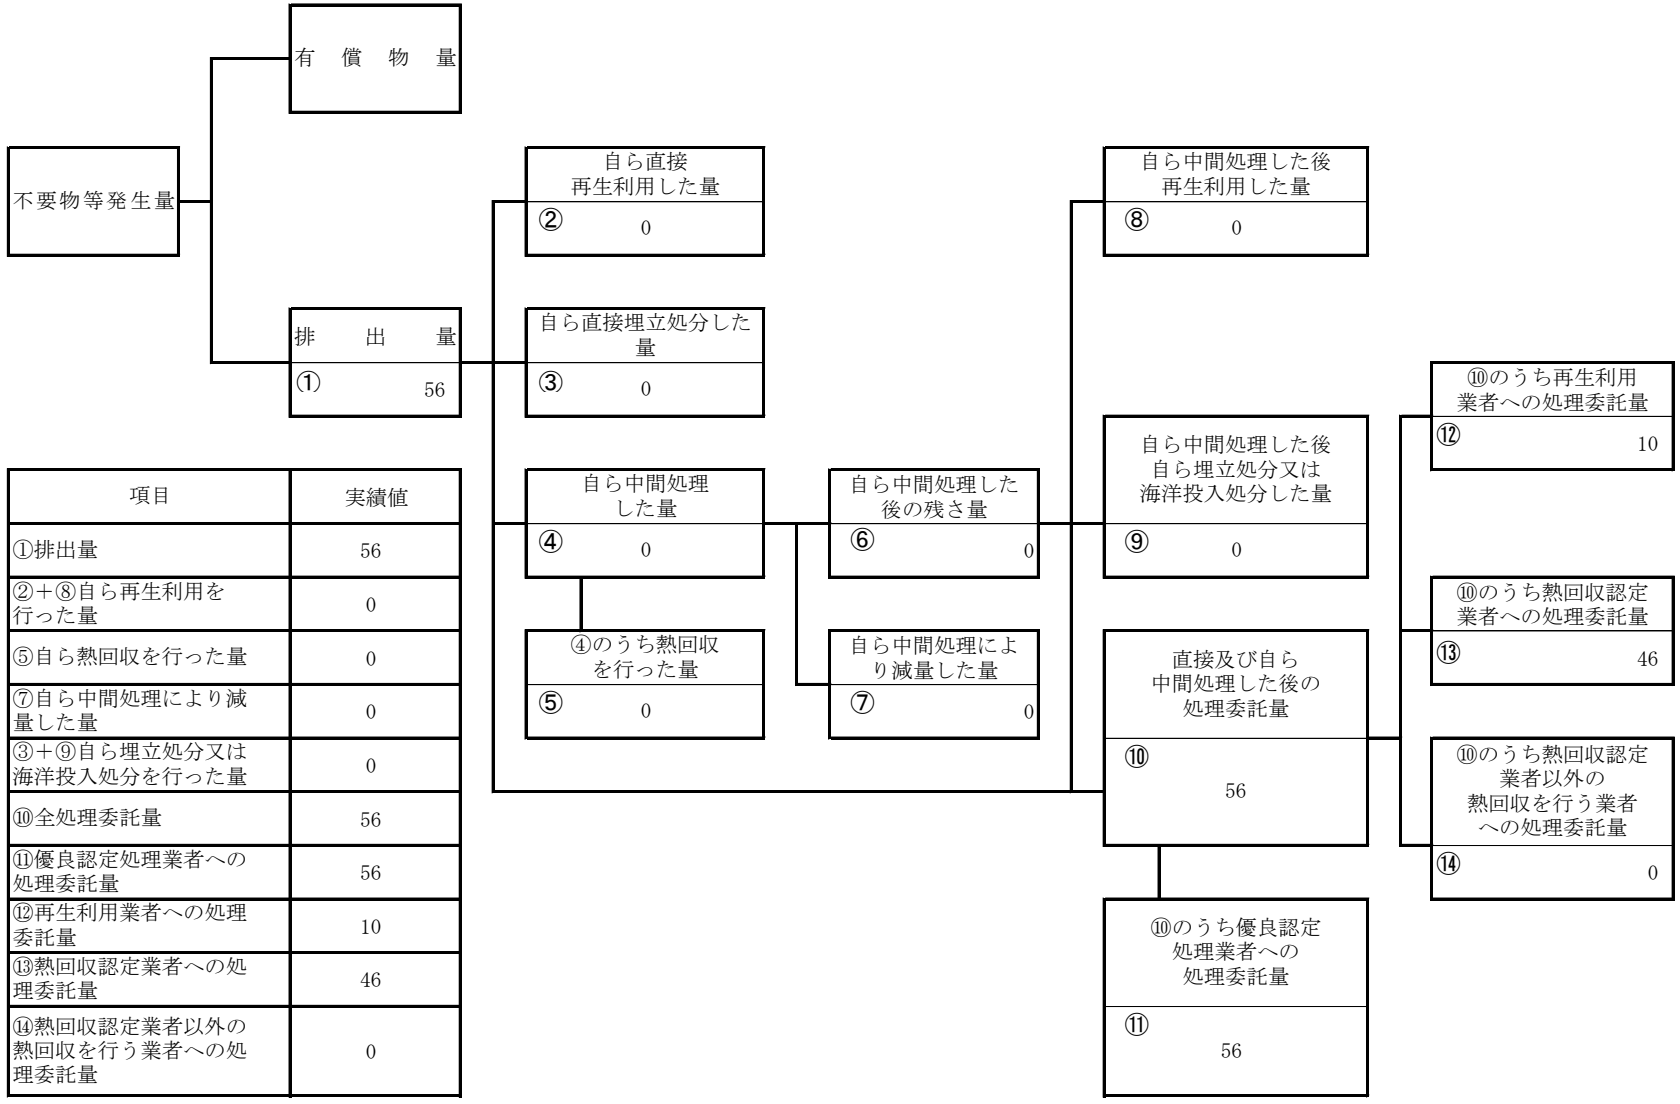 有償物量
不要物等発生量
排出量
①
56
自ら直接
再生利用した量
②
0
自ら直接埋立処分した
量
③
0
自ら中間処理
した量
④
0
④のうち熱回収
を行った量
⑤
0
自ら中間処理した
後の残さ量
⑥
0
自ら中間処理によ
り減量した量
⑦
0
自ら中間処理した後
再生利用した量
⑧
0
自ら中間処理した後
自ら埋立処分又は
海洋投入処分した量
⑨
0
直接及び自ら
中間処理した後の
処理委託量
⑩
56
⑩のうち優良認定
処理業者への
処理委託量
⑪
56
⑩のうち再生利用
業者への処理委託量
⑫
10
⑩のうち熱回収認定
業者への処理委託量
⑬
46
⑩のうち熱回収認定
業者以外の
熱回収を行う業者
への処理委託量
⑭
0
項目 実績値
①排出量 56
②＋⑧自ら再生利用を
行った量
0
⑤自ら熱回収を行った量 0
⑦自ら中間処理により減
量した量
0
③＋⑨自ら埋立処分又は
海洋投入処分を行った量
0
⑩全処理委託量 56
⑪優良認定処理業者への
処理委託量
56
⑫再生利用業者への処理
委託量
10
⑬熱回収認定業者への処
理委託量
46
⑭熱回収認定業者以外の
熱回収を行う業者への処
理委託量
0